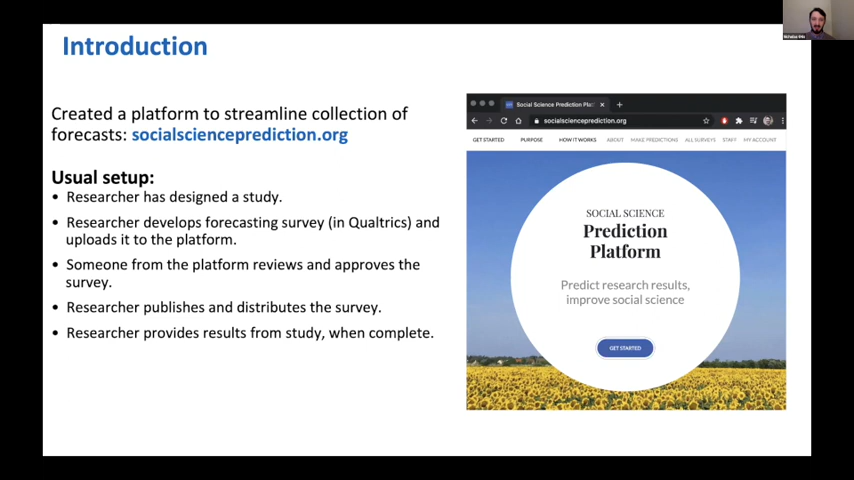 Introduction
Created a platform to streamline collection of
forecasts: socialscienceprediction.org
Usual setup:
• Researcher has designed a study.
• Researcher develops forecasting survey (in Qualtrics) and
uploads it to the platform.
• Someone from the platform reviews and approves the
survey.
• Researcher publishes and distributes the survey.
• Researcher provides results from study, when complete.
Social Science Prediction Plat
socialscienceprediction.org
GET STARTED PURPOSE HOW IT WORKS ABOUT MAKE PREDICTIONS ALL SURVEYS STAFF MY ACCOUNT
SOCIAL SCIENCE
Prediction
Platform
Predict research results,
improve social science
GET STARTED